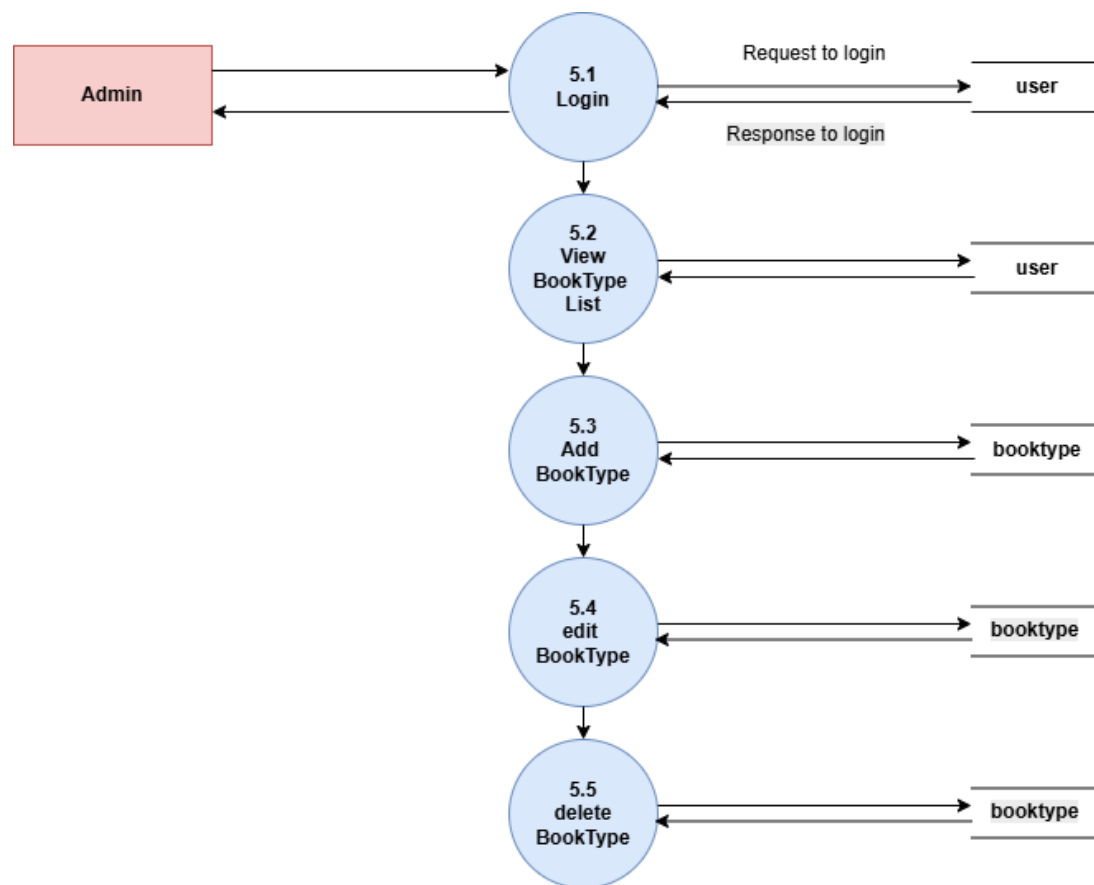 Admin
5.1
Login
Request to login
Response to login
user
5.2
View
BookType
List
user
5.3
Add
BookType
booktype
5.4
edit
BookType
booktype
5.5
delete
BookType
booktype